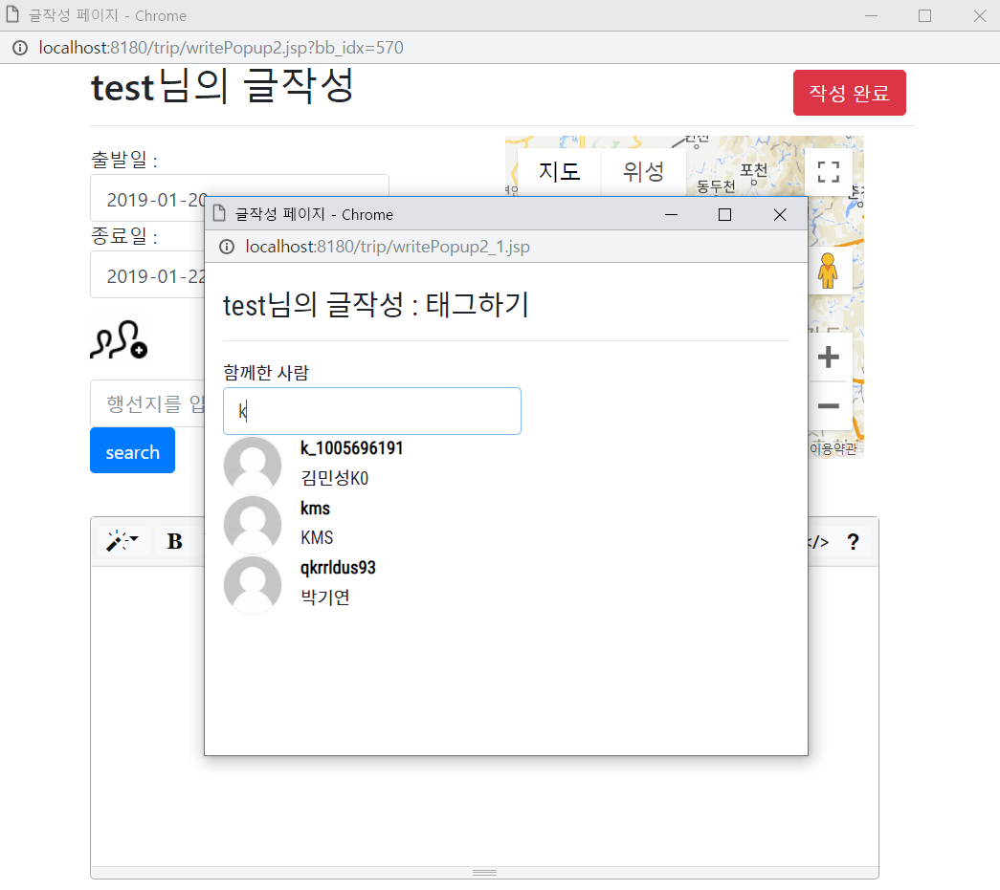 글작성 페이지 - Chrome
localhost:8180/trip/writePopup2.jsp?bb_idx=570
test님의 글작성
작성 완료
출발일 :
2019-01-20
종료일 :
2019-01-22
행선지를 입
search
B
</>
?
지도
위성
포천
동두천
이용약관
글작성 페이지 - Chrome
localhost:8180/trip/writePopup2_1.jsp
test님의 글작성 : 태그하기
함께한 사람
k
k_1005696191
김민성K0
kms
KMS
qkrrldus93
박기연